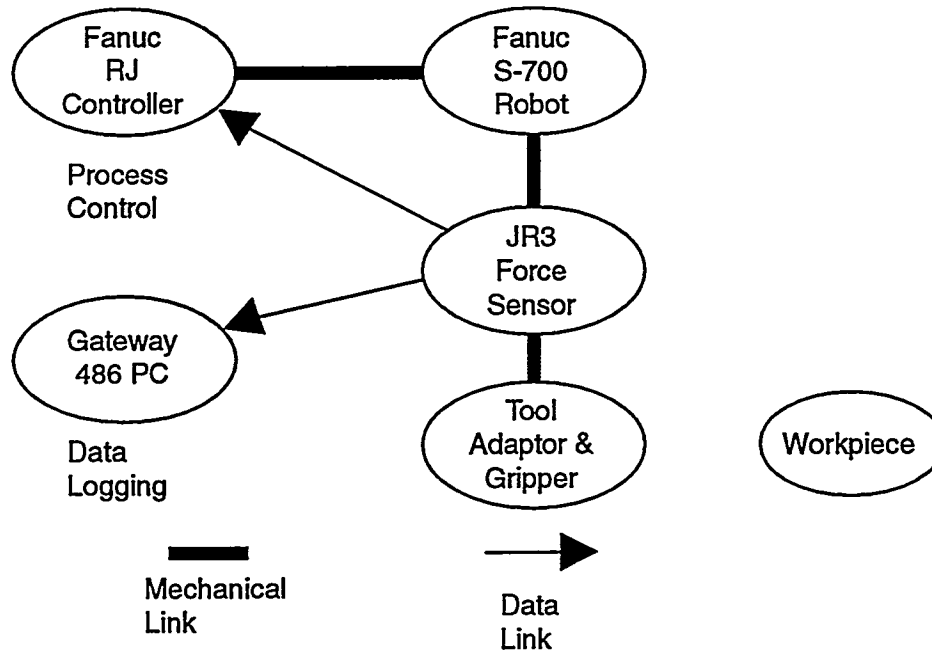 Fanuc
RJ
Controller
Fanuc
S-700
Robot
Process
Control
JR3
Force
Sensor
Gateway
486 PC
Data
Logging
Tool
Adaptor &
Gripper
Workpiece
Mechanical
Link
Data
Link